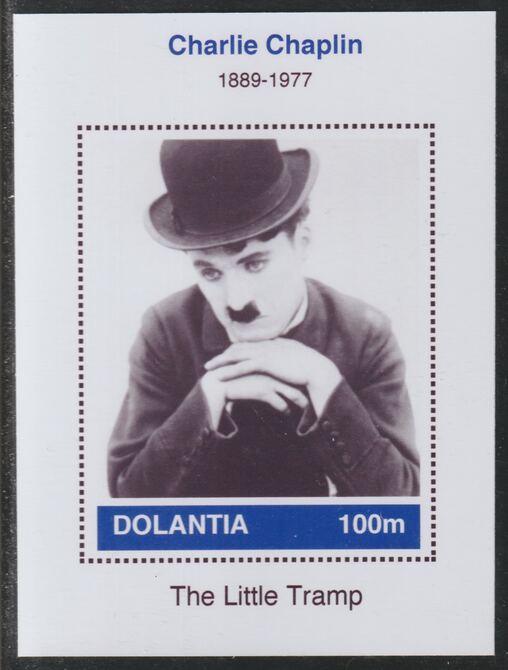 Charlie Chaplin
1889-1977
DOLANTIA 100m
The Little Tramp